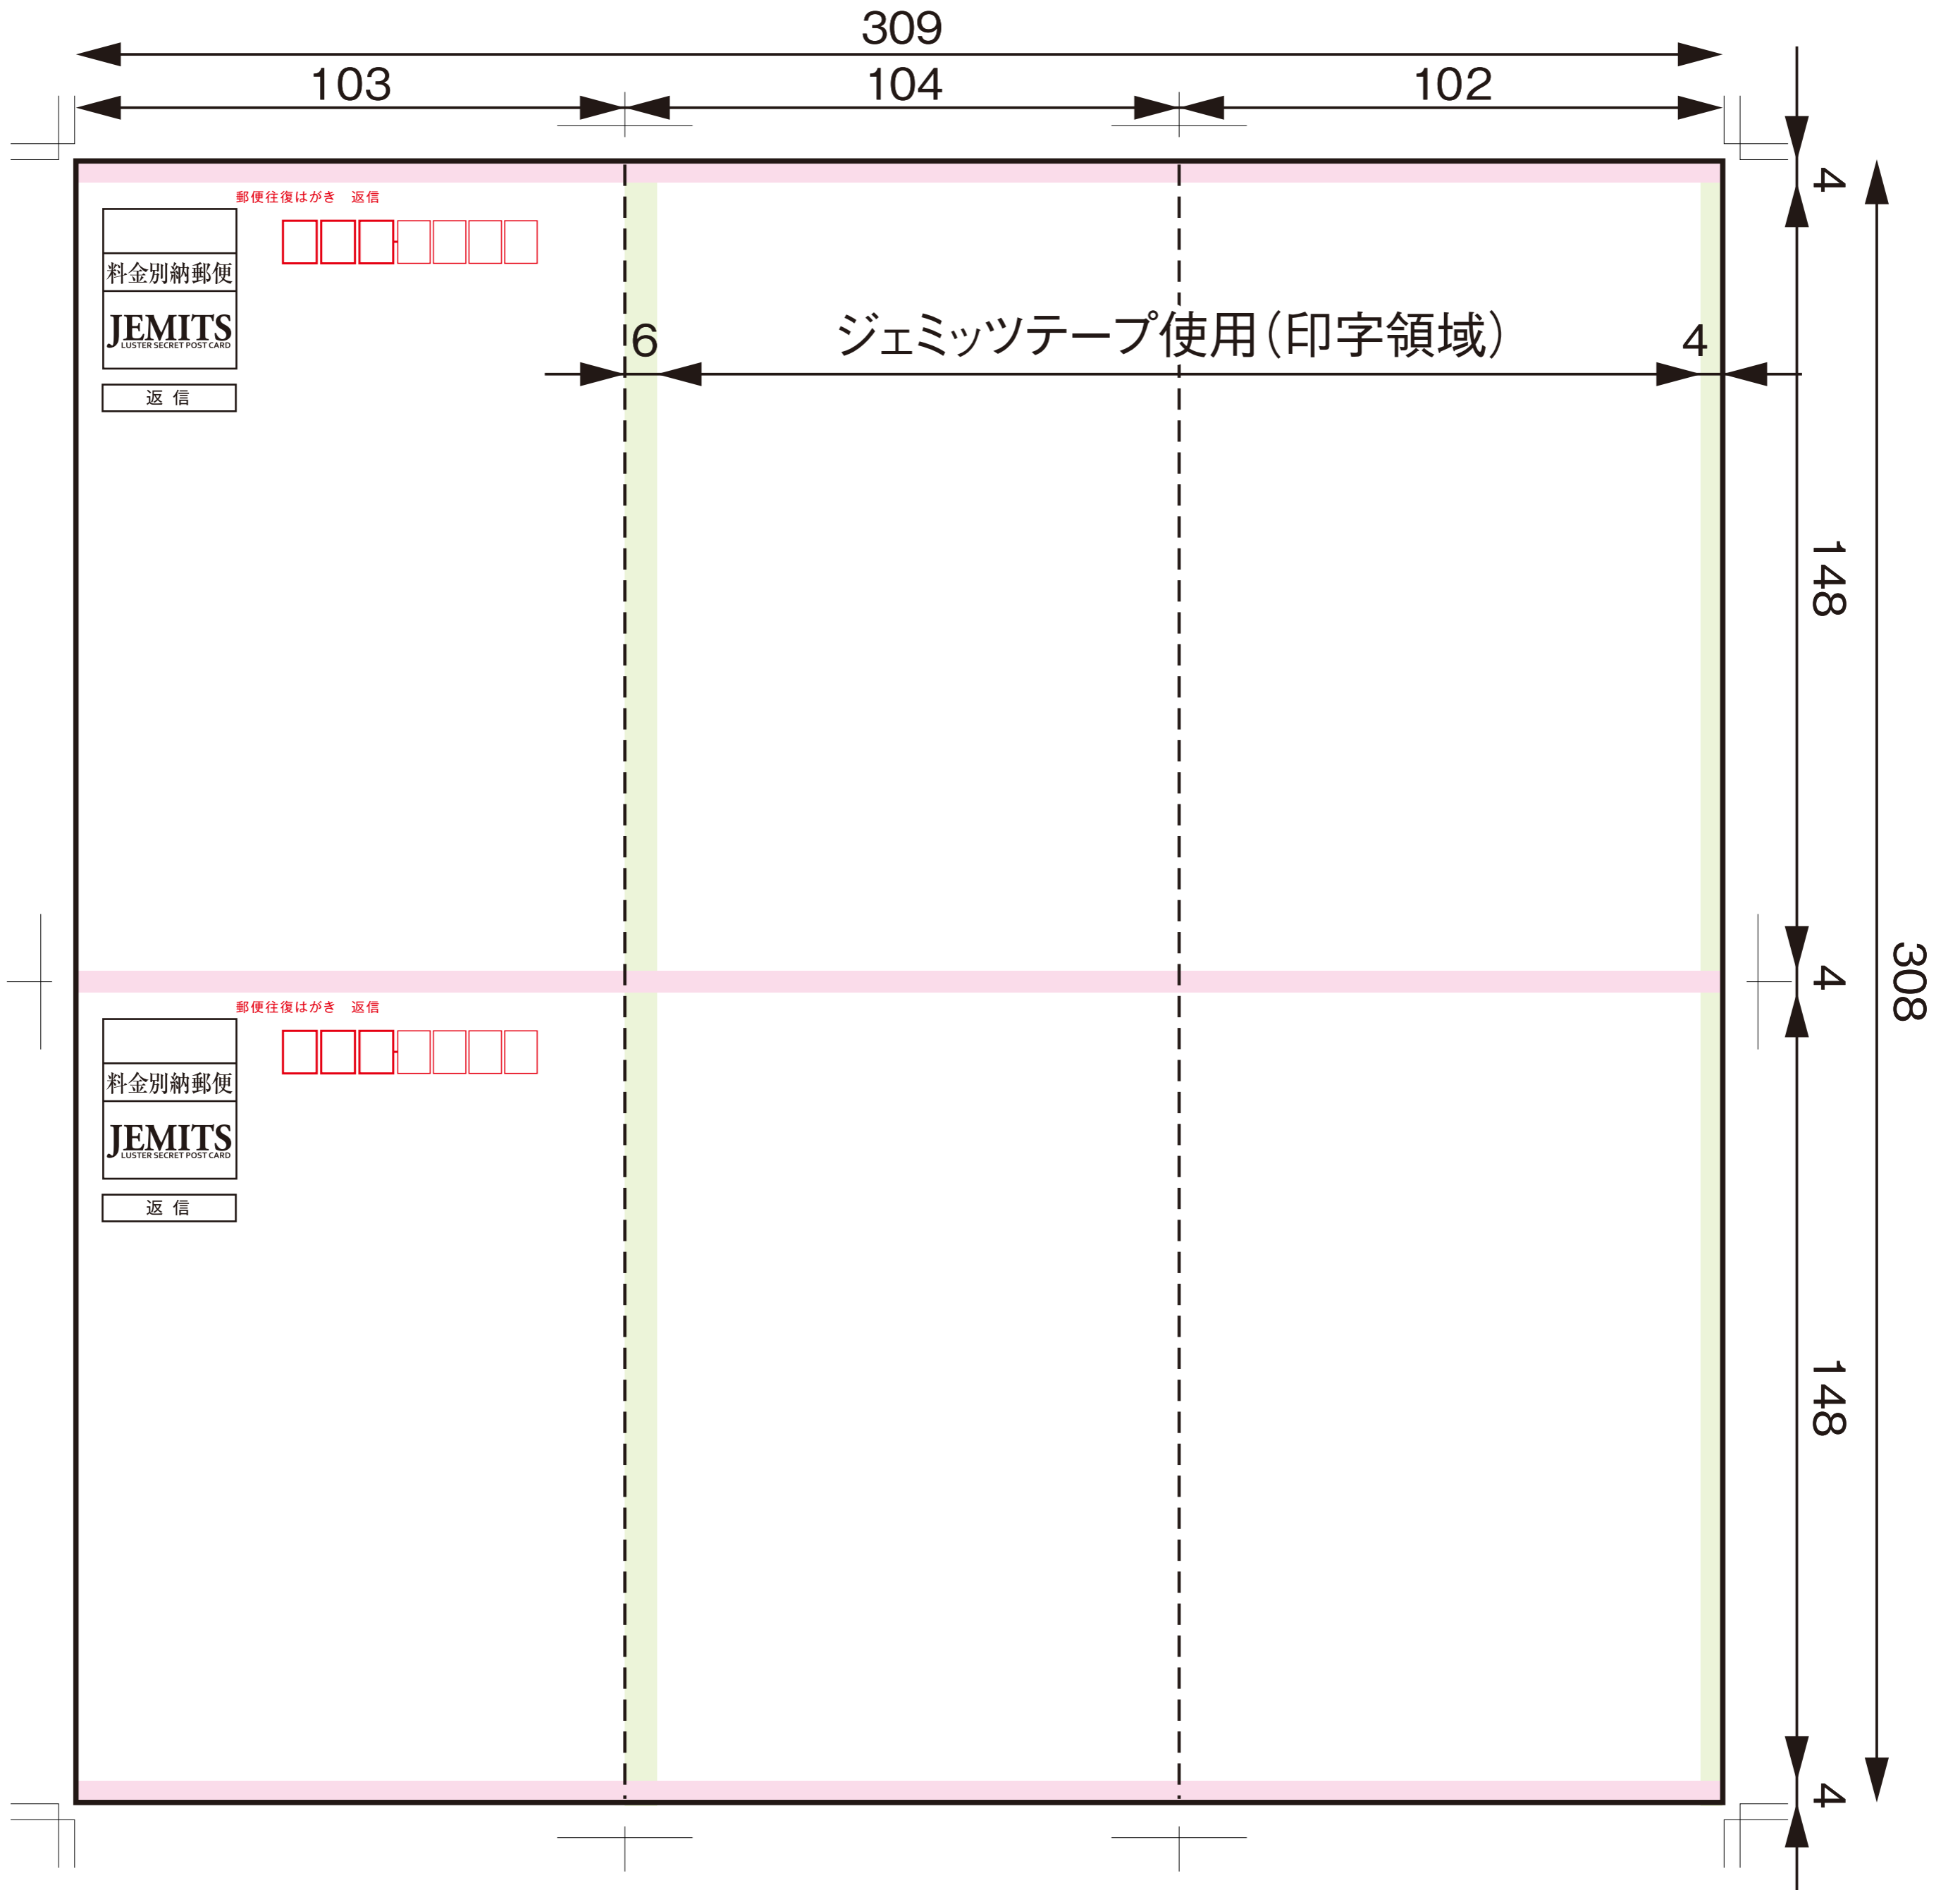 309
103
104
102
4
郵便往復はがき　返信
料金別納郵便
JEMITS
LUSTER SECRET POST CARD
返 信
6
ジェミッツテープ使用（印字領域）
4
148
4
308
郵便往復はがき　返信
料金別納郵便
JEMITS
LUSTER SECRET POST CARD
返 信
148
4